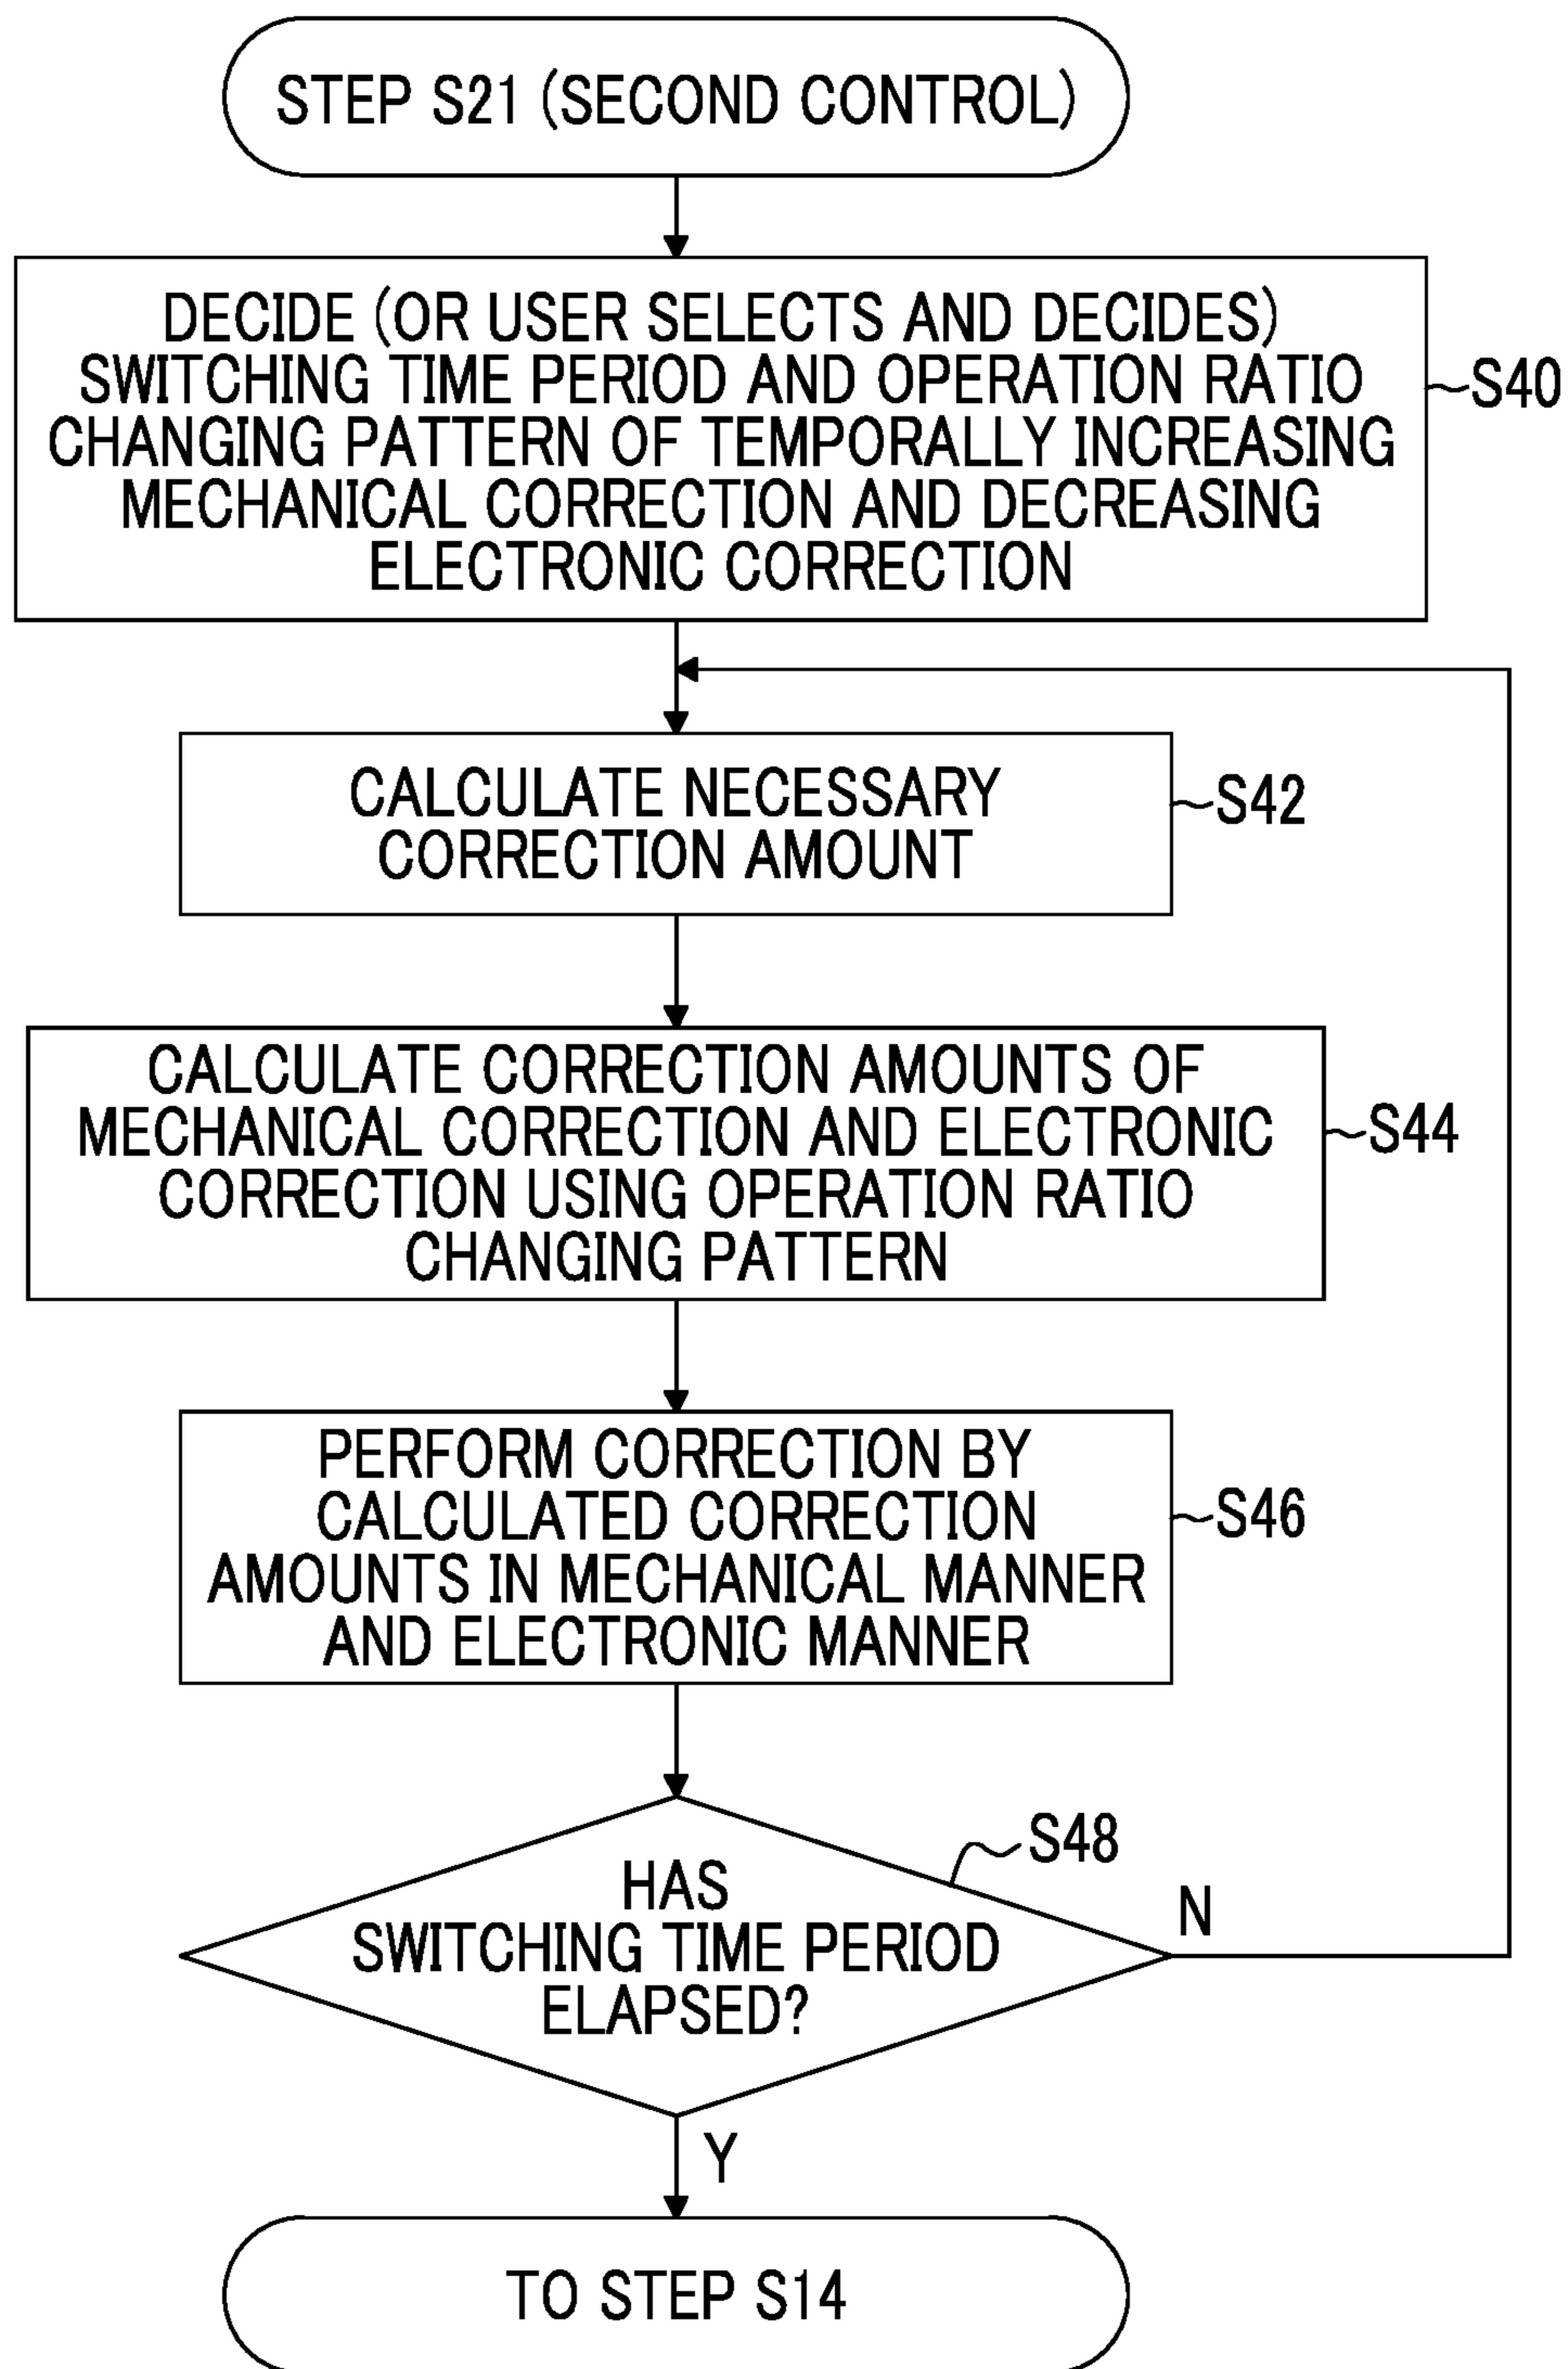 STEP S21 (SECOND CONTROL)
DECIDE (OR USER SELECTS AND DECIDES)
SWITCHING TIME PERIOD AND OPERATION RATIO
CHANGING PATTERN OF TEMPORALLY INCREASING
MECHANICAL CORRECTION AND DECREASING
ELECTRONIC CORRECTION
S40
CALCULATE NECESSARY
CORRECTION AMOUNT
S42
CALCULATE CORRECTION AMOUNTS OF
MECHANICAL CORRECTION AND ELECTRONIC
CORRECTION USING OPERATION RATIO
CHANGING PATTERN
S44
PERFORM CORRECTION BY
CALCULATED CORRECTION
AMOUNTS IN MECHANICAL MANNER
AND ELECTRONIC MANNER
S46
S48
HAS
SWITCHING TIME PERIOD
ELAPSED?
N
Y
TO STEP S14